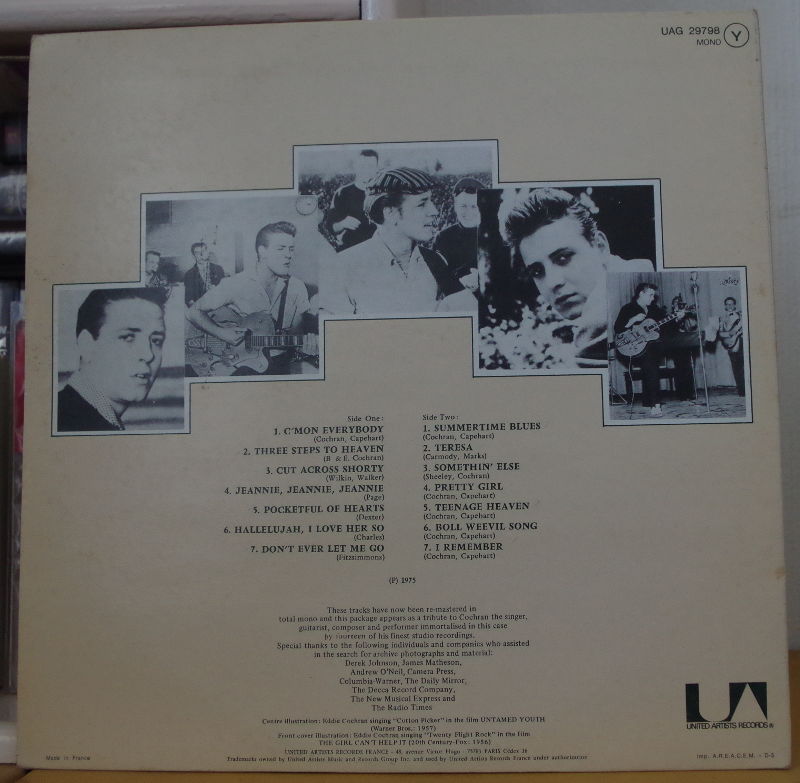 UAG 29798
MONO
Y
Side One:
1. C'MON EVERYBODY
(Cochran, Capehart)
2. THREE STEPS TO HEAVEN
(B. & E. Cochran)
3. CUT ACROSS SHORTY
(Wilkin, Walker)
4. JEANNIE, JEANNIE, JEANNIE
(Page)
5. POCKETFUL OF HEARTS
(Dexter)
6. HALLELUJAH, I LOVE HER SO
(Charles)
7. DON'T EVER LET ME GO
(Fitzsimmons)
Side Two:
1. SUMMERTIME BLUES
(Cochran, Capehart)
2. TERESA
(Carmody, Marks)
3. SOMETHIN' ELSE
(Sheeley, Cochran)
4. PRETTY GIRL
(Cochran, Capehart)
5. TEENAGE HEAVEN
(Cochran, Capehart)
6. BOLL WEEVIL SONG
(Cochran, Capehart)
7. I REMEMBER
(Cochran, Capehart)
(P) 1975
These tracks have now been re-mastered in
total mono and this package appears as a tribute to Cochran the singer,
guitarist, composer and performer immortalised in this case
by fourteen of his finest studio recordings.
Special thanks to the following individuals and companies who assisted
in the search for archive photographs and material:
Derek Johnson, James Matheson,
Andrew O'Neil, Camera Press,
Columbia-Warner, The Daily Mirror,
The Decca Record Company,
The New Musical Express and
The Radio Times
Centre illustration: Eddie Cochran singing "Cotton Picker" in the film UNTAMED YOUTH
(Warner Bros.: 1957)
Front cover illustration: Eddie Cochran singing "Twenty Flight Rock" in the film
THE GIRL CAN'T HELP IT (20th Century-Fox: 1956)
UNITED ARTISTS RECORDS FRANCE - 48, avenue Victor Hugo - 75783 PARIS Cédex 16
Trademarks owned by United Artists Music and Records Group Inc. and used by United Artists Records France under authorization
UA
UNITED ARTISTS RECORDS ®
Made in France
Imp. A.R.E.A.C.E.M. - D-5